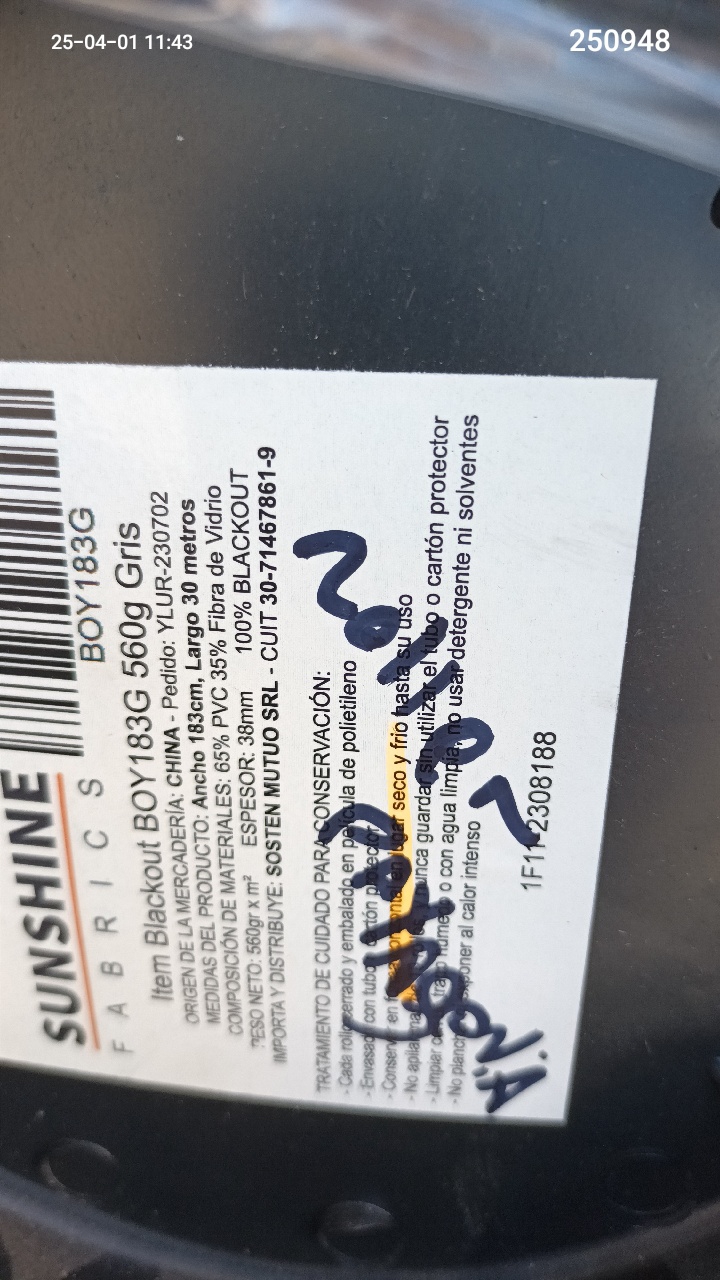 25-04-01 11:43
250948
SUNSHINE
FABRICS
BOY183G
Item Blackout BOY183G 560g Gris
ORIGEN DE LA MERCADERÍA: CHINA - Pedido: YLUR-230702
MEDIDAS DEL PRODUCTO: Ancho 183cm, Largo 30 metros
COMPOSICIÓN DE MATERIALES: 65% PVC 35% Fibra de Vidrio
PESO NETO: 560gr x m² ESPESOR: 38mm 100% BLACKOUT
IMPORTA Y DISTRIBUYE: SOSTEN MUTUO SRL - CUIT 30-71467861-9
TRATAMIENTO DE CUIDADO PARA CONSERVACIÓN:
- Cada rollo cerrado y embalado en película de polietileno
- Envasado con tubo cartón protector
- Conservar en lugar seco y frio hasta su uso
- No apilar nunca guardar sin utilizar el tubo o cartón protector
- Limpiar con trapo húmedo o con agua limpia, no usar detergente ni solventes
- No planchar exponer al calor intenso
1F11-2308188